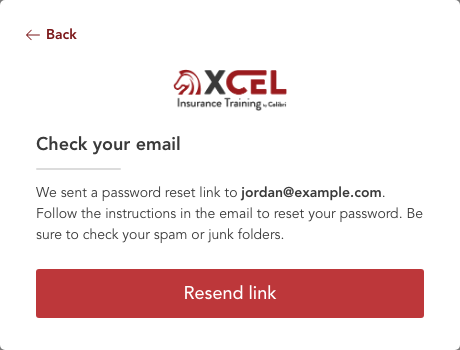 ← Back
XCEL
Insurance Training by Colibri
Check your email
We sent a password reset link to jordan@example.com.
Follow the instructions in the email to reset your password. Be
sure to check your spam or junk folders.
Resend link